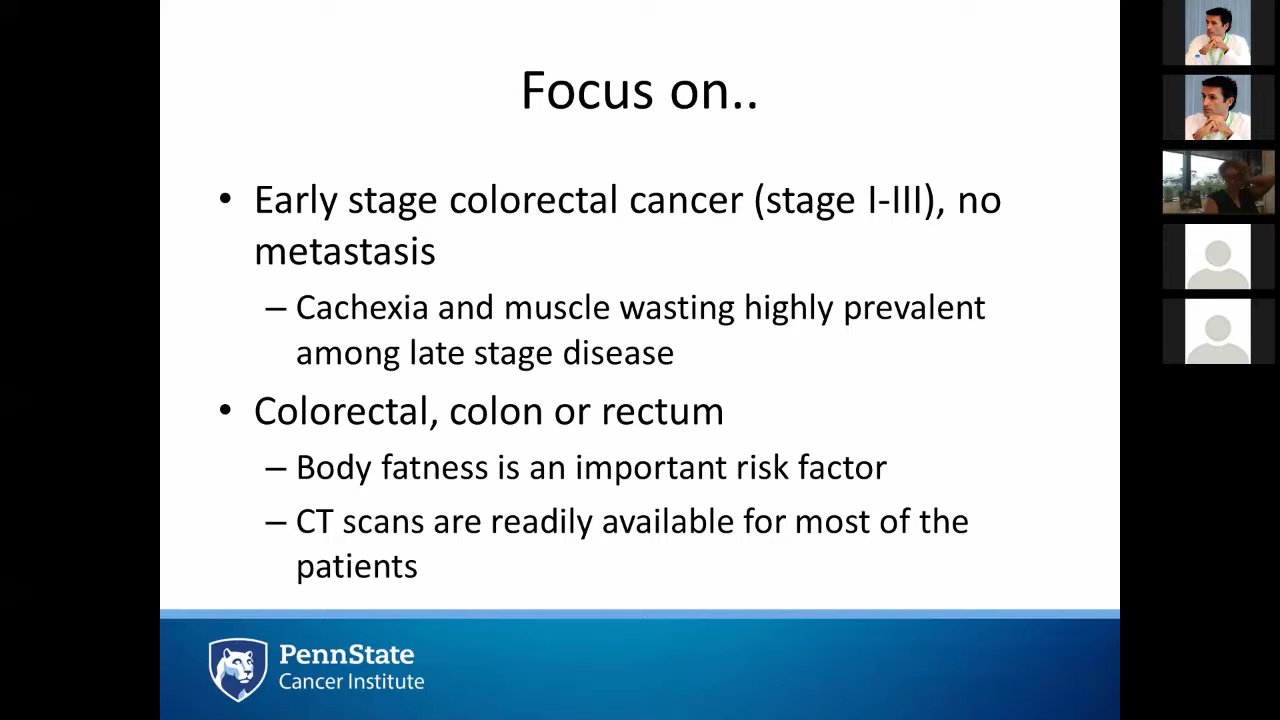 Focus on..
• Early stage colorectal cancer (stage I-III), no
metastasis
– Cachexia and muscle wasting highly prevalent
among late stage disease
• Colorectal, colon or rectum
– Body fatness is an important risk factor
– CT scans are readily available for most of the
patients
PennState
Cancer Institute